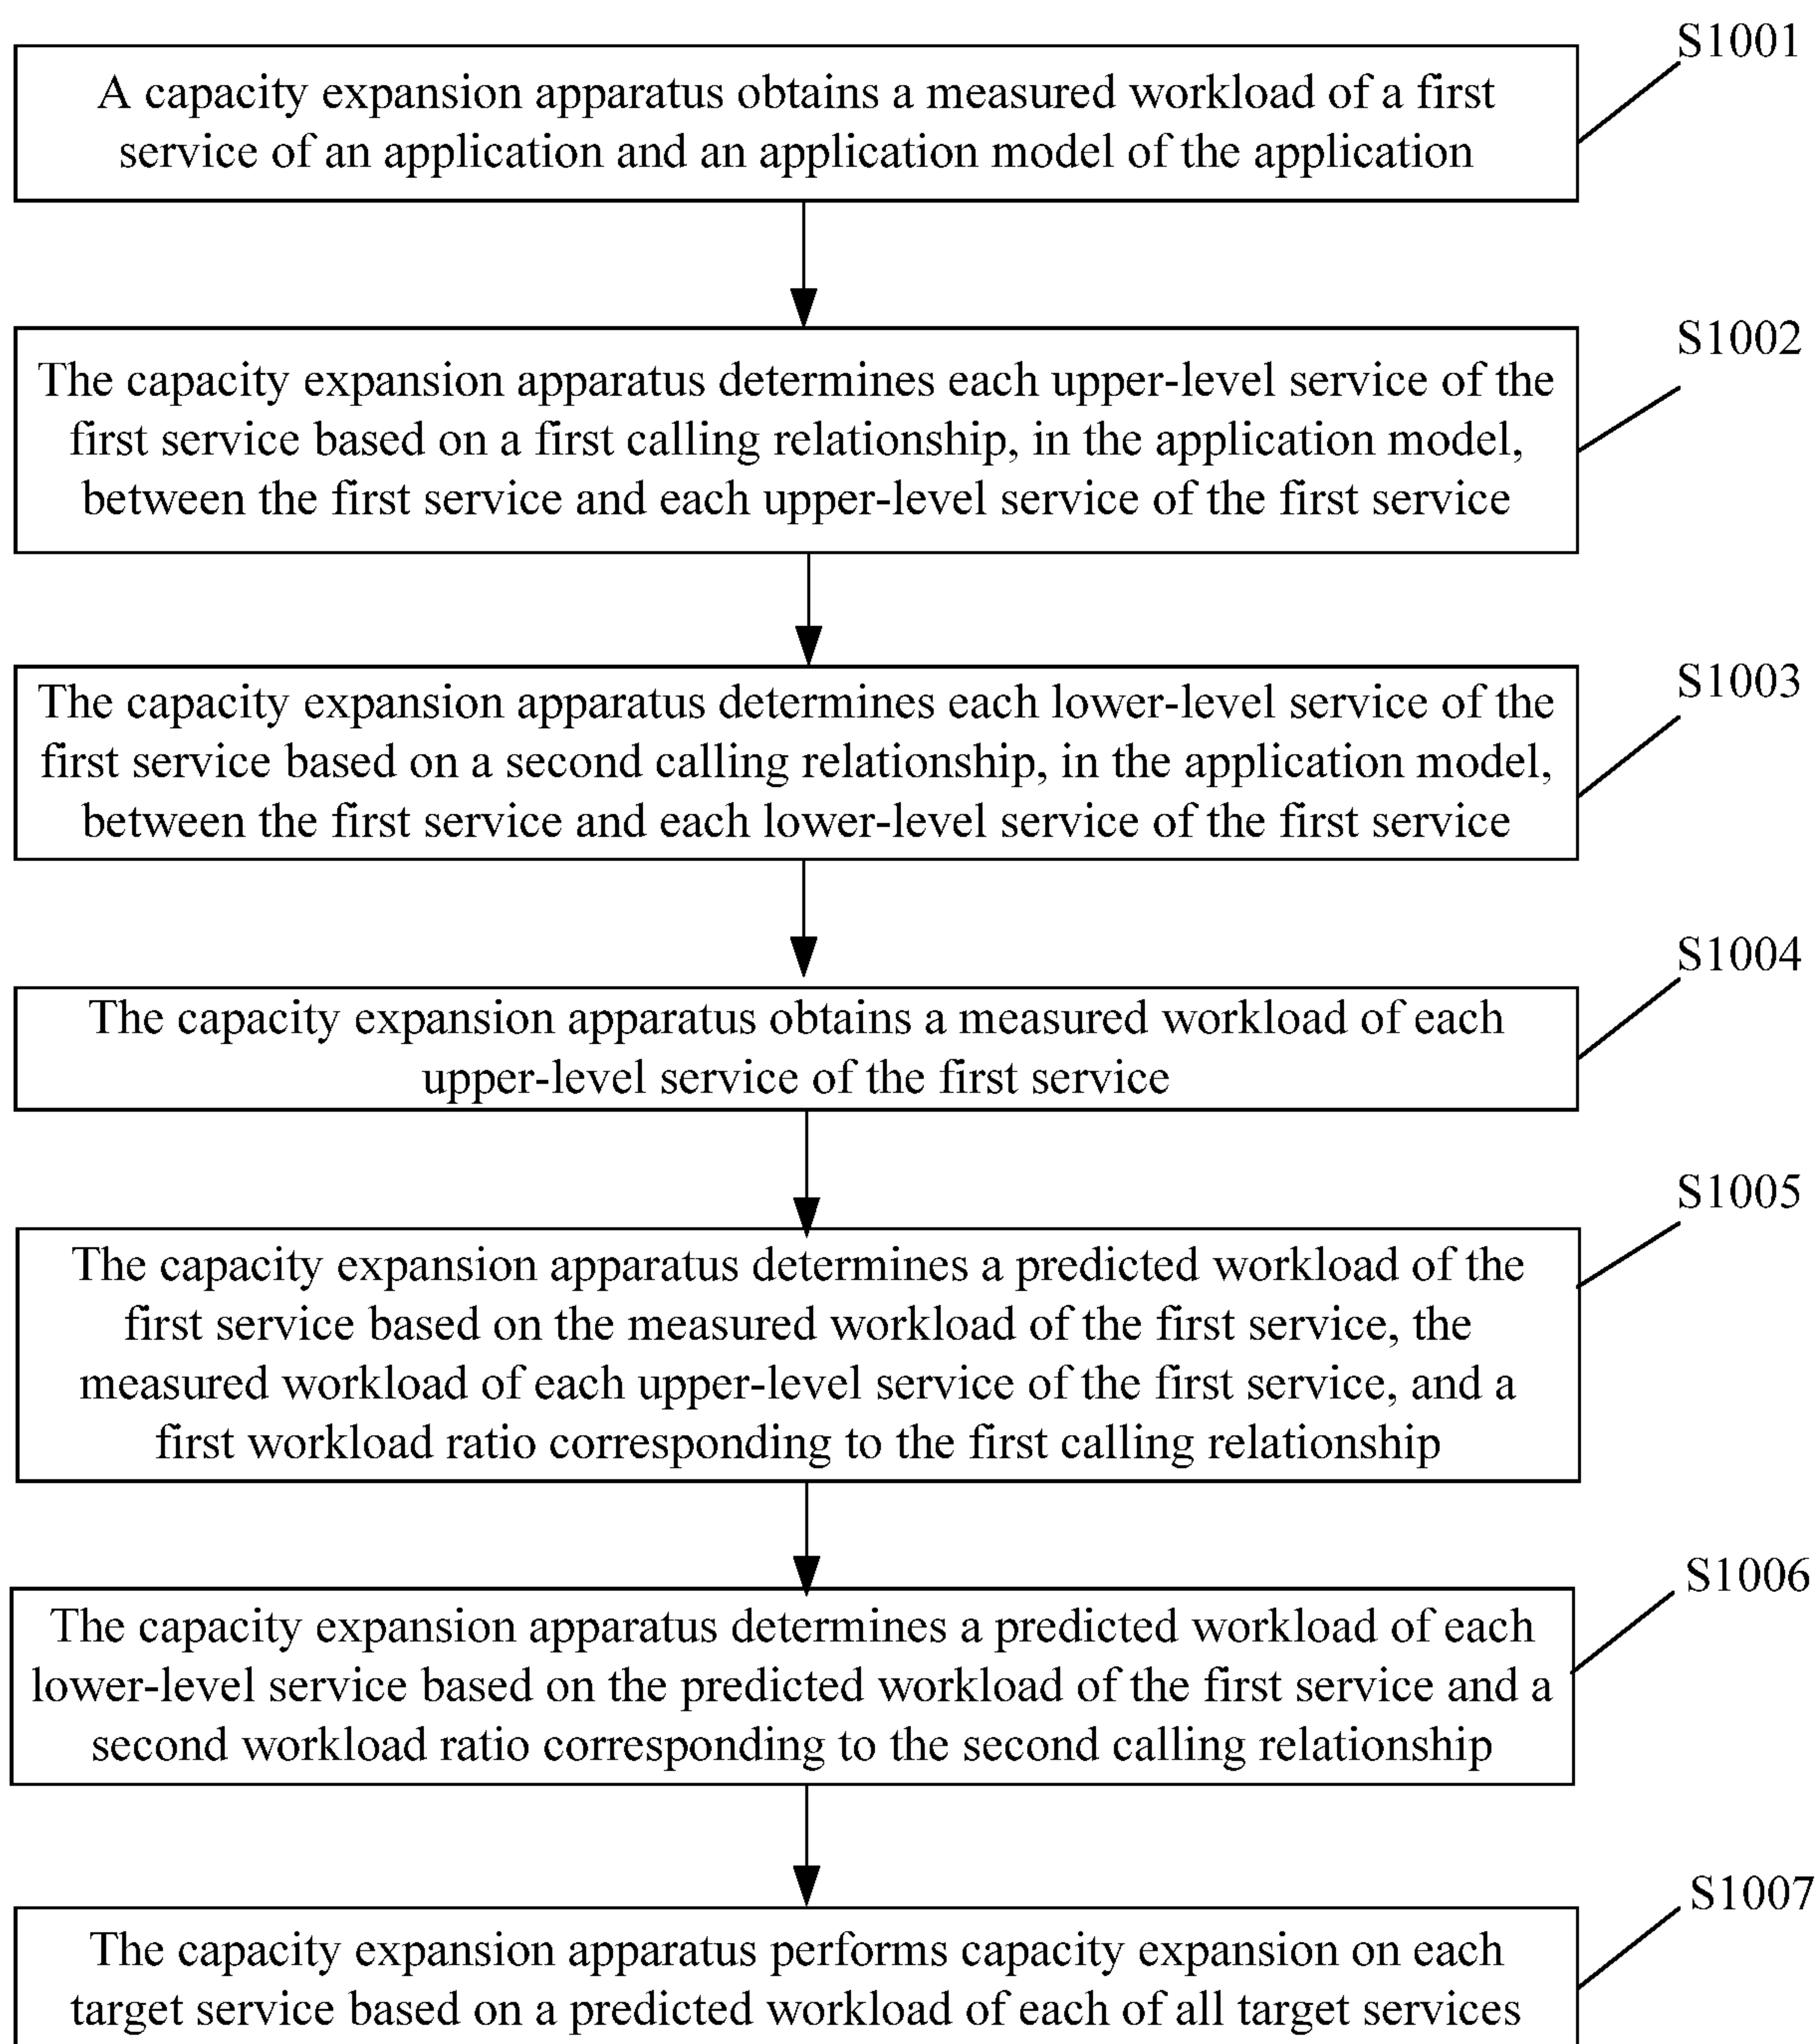 S1001
A capacity expansion apparatus obtains a measured workload of a first
service of an application and an application model of the application
S1002
The capacity expansion apparatus determines each upper-level service of the
first service based on a first calling relationship, in the application model,
between the first service and each upper-level service of the first service
S1003
The capacity expansion apparatus determines each lower-level service of the
first service based on a second calling relationship, in the application model,
between the first service and each lower-level service of the first service
S1004
The capacity expansion apparatus obtains a measured workload of each
upper-level service of the first service
S1005
The capacity expansion apparatus determines a predicted workload of the
first service based on the measured workload of the first service, the
measured workload of each upper-level service of the first service, and a
first workload ratio corresponding to the first calling relationship
S1006
The capacity expansion apparatus determines a predicted workload of each
lower-level service based on the predicted workload of the first service and a
second workload ratio corresponding to the second calling relationship
S1007
The capacity expansion apparatus performs capacity expansion on each
target service based on a predicted workload of each of all target services